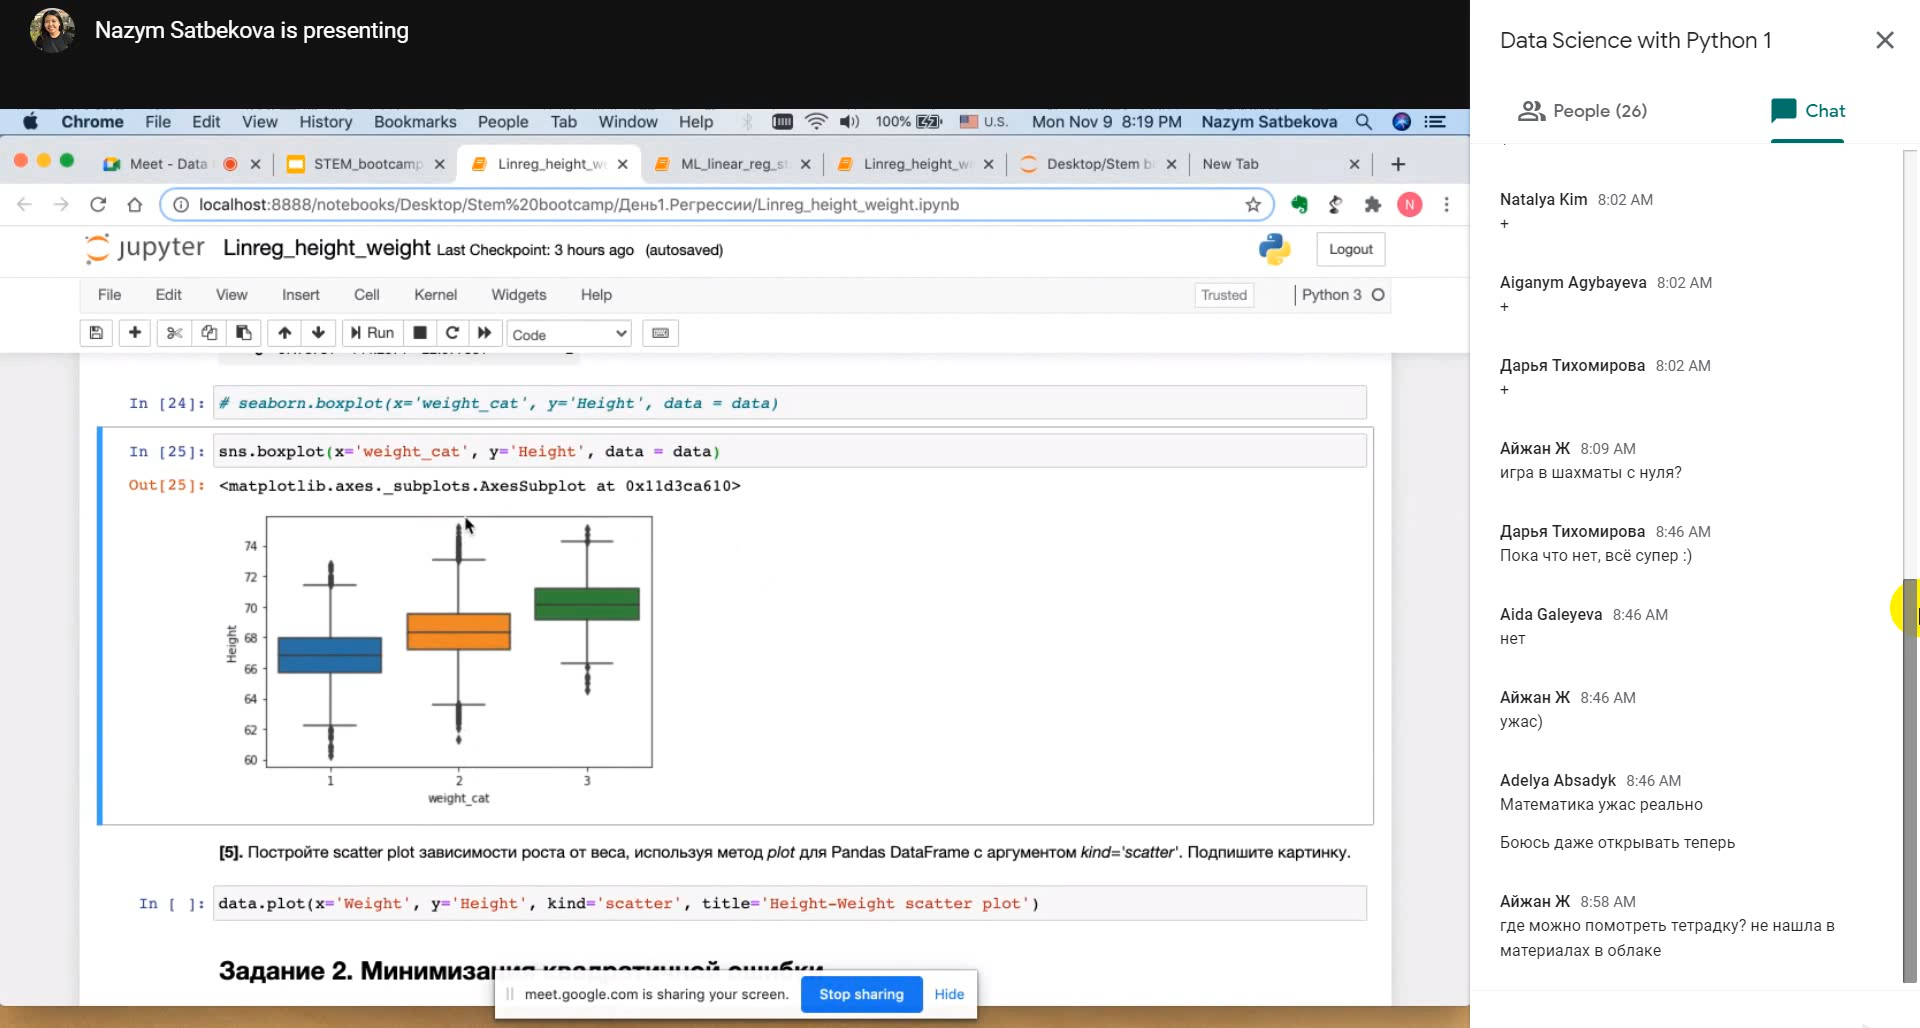 Nazym Satbekova is presenting
Chrome File Edit View History Bookmarks People Tab Window Help 100% U.S. Mon Nov 9 8:19 PM Nazym Satbekova
Meet - Data STEM_bootcamp Linreg_height_w ML_linear_reg_s Linreg_height_w Desktop/Stem b New Tab
localhost:8888/notebooks/Desktop/Stem%20bootcamp/День1.Регрессии/Linreg_height_weight.ipynb
N
jupyter Linreg_height_weight Last Checkpoint: 3 hours ago (autosaved)
Logout
File Edit View Insert Cell Kernel Widgets Help
Trusted Python 3
Run Code
In [24]: # seaborn.boxplot(x='weight_cat', y='Height', data = data)
In [25]: sns.boxplot(x='weight_cat', y='Height', data = data)
Out[25]: <matplotlib.axes._subplots.AxesSubplot at 0x11d3ca610>
74
72
70
68
66
64
62
60
Height
1 2 3
weight_cat
[5]. Постройте scatter plot зависимости роста от веса, используя метод plot для Pandas DataFrame с аргументом kind='scatter'. Подпишите картинку.
In [ ]: data.plot(x='Weight', y='Height', kind='scatter', title='Height-Weight scatter plot')
Задание 2. Минимизация квадратичной ошибки
meet.google.com is sharing your screen. Stop sharing Hide
Data Science with Python 1
People (26) Chat
Natalya Kim 8:02 AM
+
Aiganym Agybayeva 8:02 AM
+
Дарья Тихомирова 8:02 AM
+
Айжан Ж 8:09 AM
игра в шахматы с нуля?
Дарья Тихомирова 8:46 AM
Пока что нет, всё супер :)
Aida Galeyeva 8:46 AM
нет
Айжан Ж 8:46 AM
ужас)
Adelya Absadyk 8:46 AM
Математика ужас реально
Боюсь даже открывать теперь
Айжан Ж 8:58 AM
где можно помотреть тетрадку? не нашла в
материалах в облаке